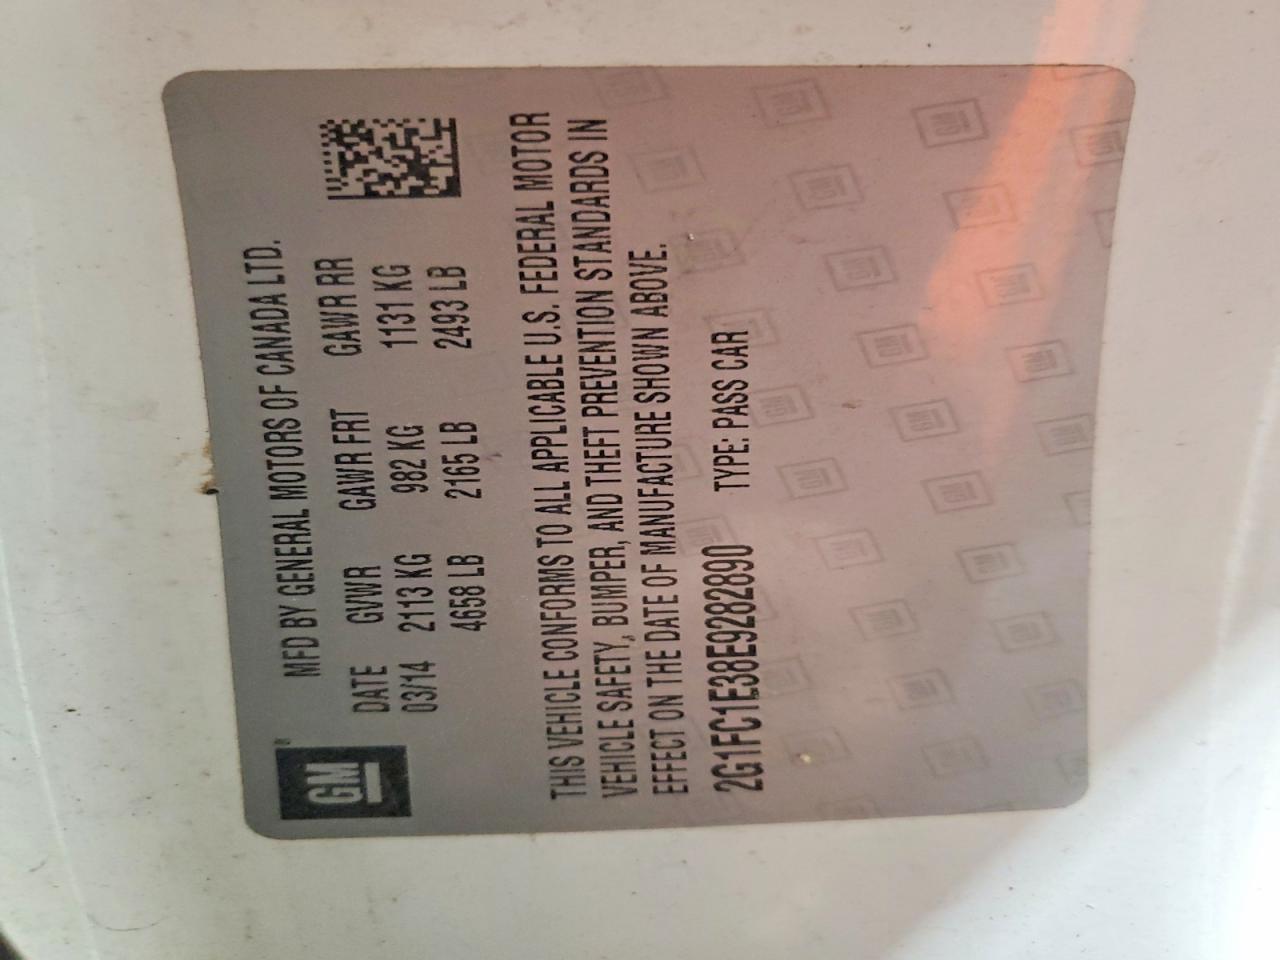 GM
MFD BY GENERAL MOTORS OF CANADA LTD.
DATE GVWR GAWR FRT GAWR RR
03/14 2113 KG 982 KG 1131 KG
4658 LB 2165 LB 2493 LB
THIS VEHICLE CONFORMS TO ALL APPLICABLE U.S. FEDERAL MOTOR
VEHICLE SAFETY, BUMPER, AND THEFT PREVENTION STANDARDS IN
EFFECT ON THE DATE OF MANUFACTURE SHOWN ABOVE.
2G1FC1E38E9282890 TYPE: PASS CAR